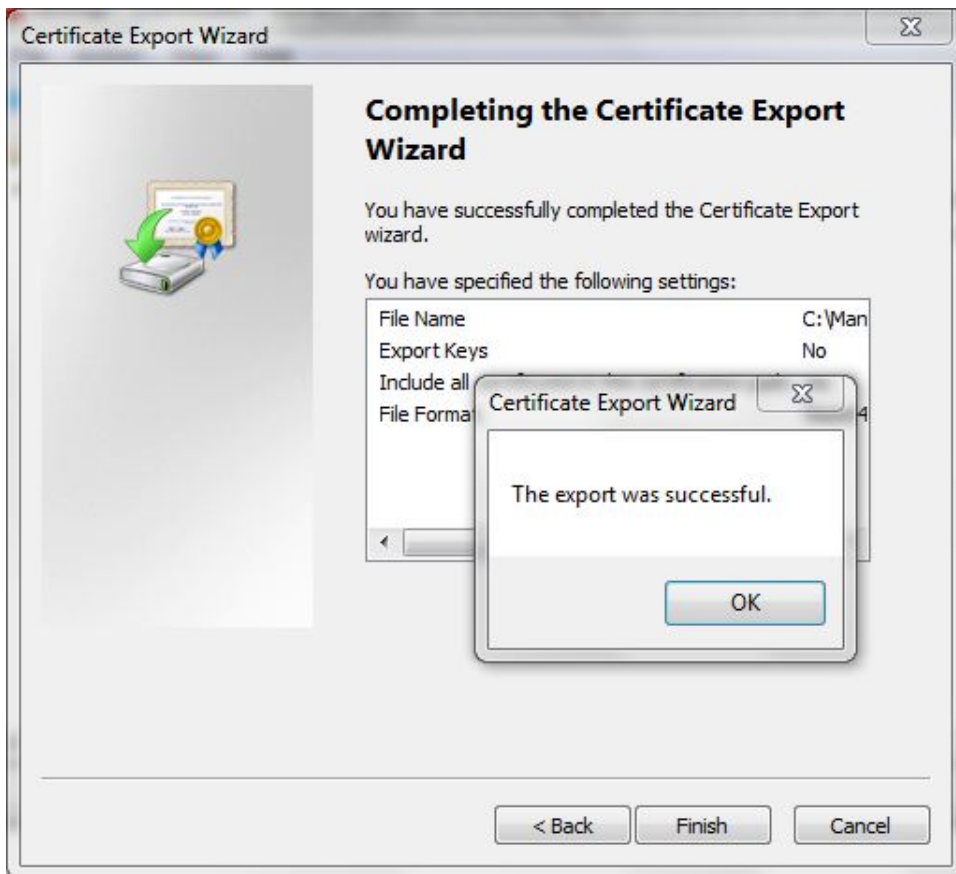 Certificate Export Wizard
Completing the Certificate Export
Wizard
You have successfully completed the Certificate Export
wizard.
You have specified the following settings:
File Name C:\Man
Export Keys No
Include all
File Forma 4
Certificate Export Wizard
The export was successful.
OK
< Back Finish Cancel